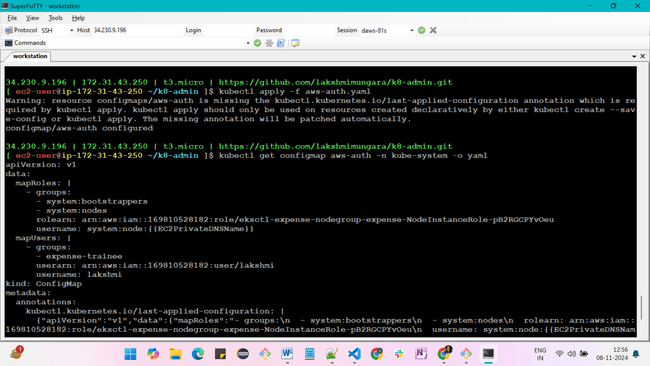 SuperPuTTY - workstation
File View Tools Help
Protocol SSH Host 34.230.9.196 Login Password Session daws-81s
Commands
workstation
34.230.9.196 | 172.31.43.250 | t3.micro | https://github.com/lakshmimungara/k8-admin.git
[ ec2-user@ip-172-31-43-250 ~/k8-admin ]$ kubectl apply -f aws-auth.yaml
Warning: resource configmaps/aws-auth is missing the kubectl.kubernetes.io/last-applied-configuration annotation which is re
quired by kubectl apply. kubectl apply should only be used on resources created declaratively by either kubectl create --sav
e-config or kubectl apply. The missing annotation will be patched automatically.
configmap/aws-auth configured
34.230.9.196 | 172.31.43.250 | t3.micro | https://github.com/lakshmimungara/k8-admin.git
[ ec2-user@ip-172-31-43-250 ~/k8-admin ]$ kubectl get configmap aws-auth -n kube-system -o yaml
apiVersion: v1
data:
mapRoles: |
- groups:
- system:bootstrappers
- system:nodes
rolearn: arn:aws:iam::169810528182:role/eksctl-expense-nodegroup-expense-NodeInstanceRole-pB2RGCPYvOeu
username: system:node:{{EC2PrivateDNSName}}
mapUsers: |
- groups:
- expense-trainee
userarn: arn:aws:iam::169810528182:user/lakshmi
username: lakshmi
kind: ConfigMap
metadata:
annotations:
kubectl.kubernetes.io/last-applied-configuration: |
{"apiVersion":"v1","data":{"mapRoles":"- groups:\n - system:bootstrappers\n - system:nodes\n rolearn: arn:aws:iam::
169810528182:role/eksctl-expense-nodegroup-expense-NodeInstanceRole-pB2RGCPYvOeu\n username: system:node:{{EC2PrivateDNSNam
ENG
IN
12:56
08-11-2024